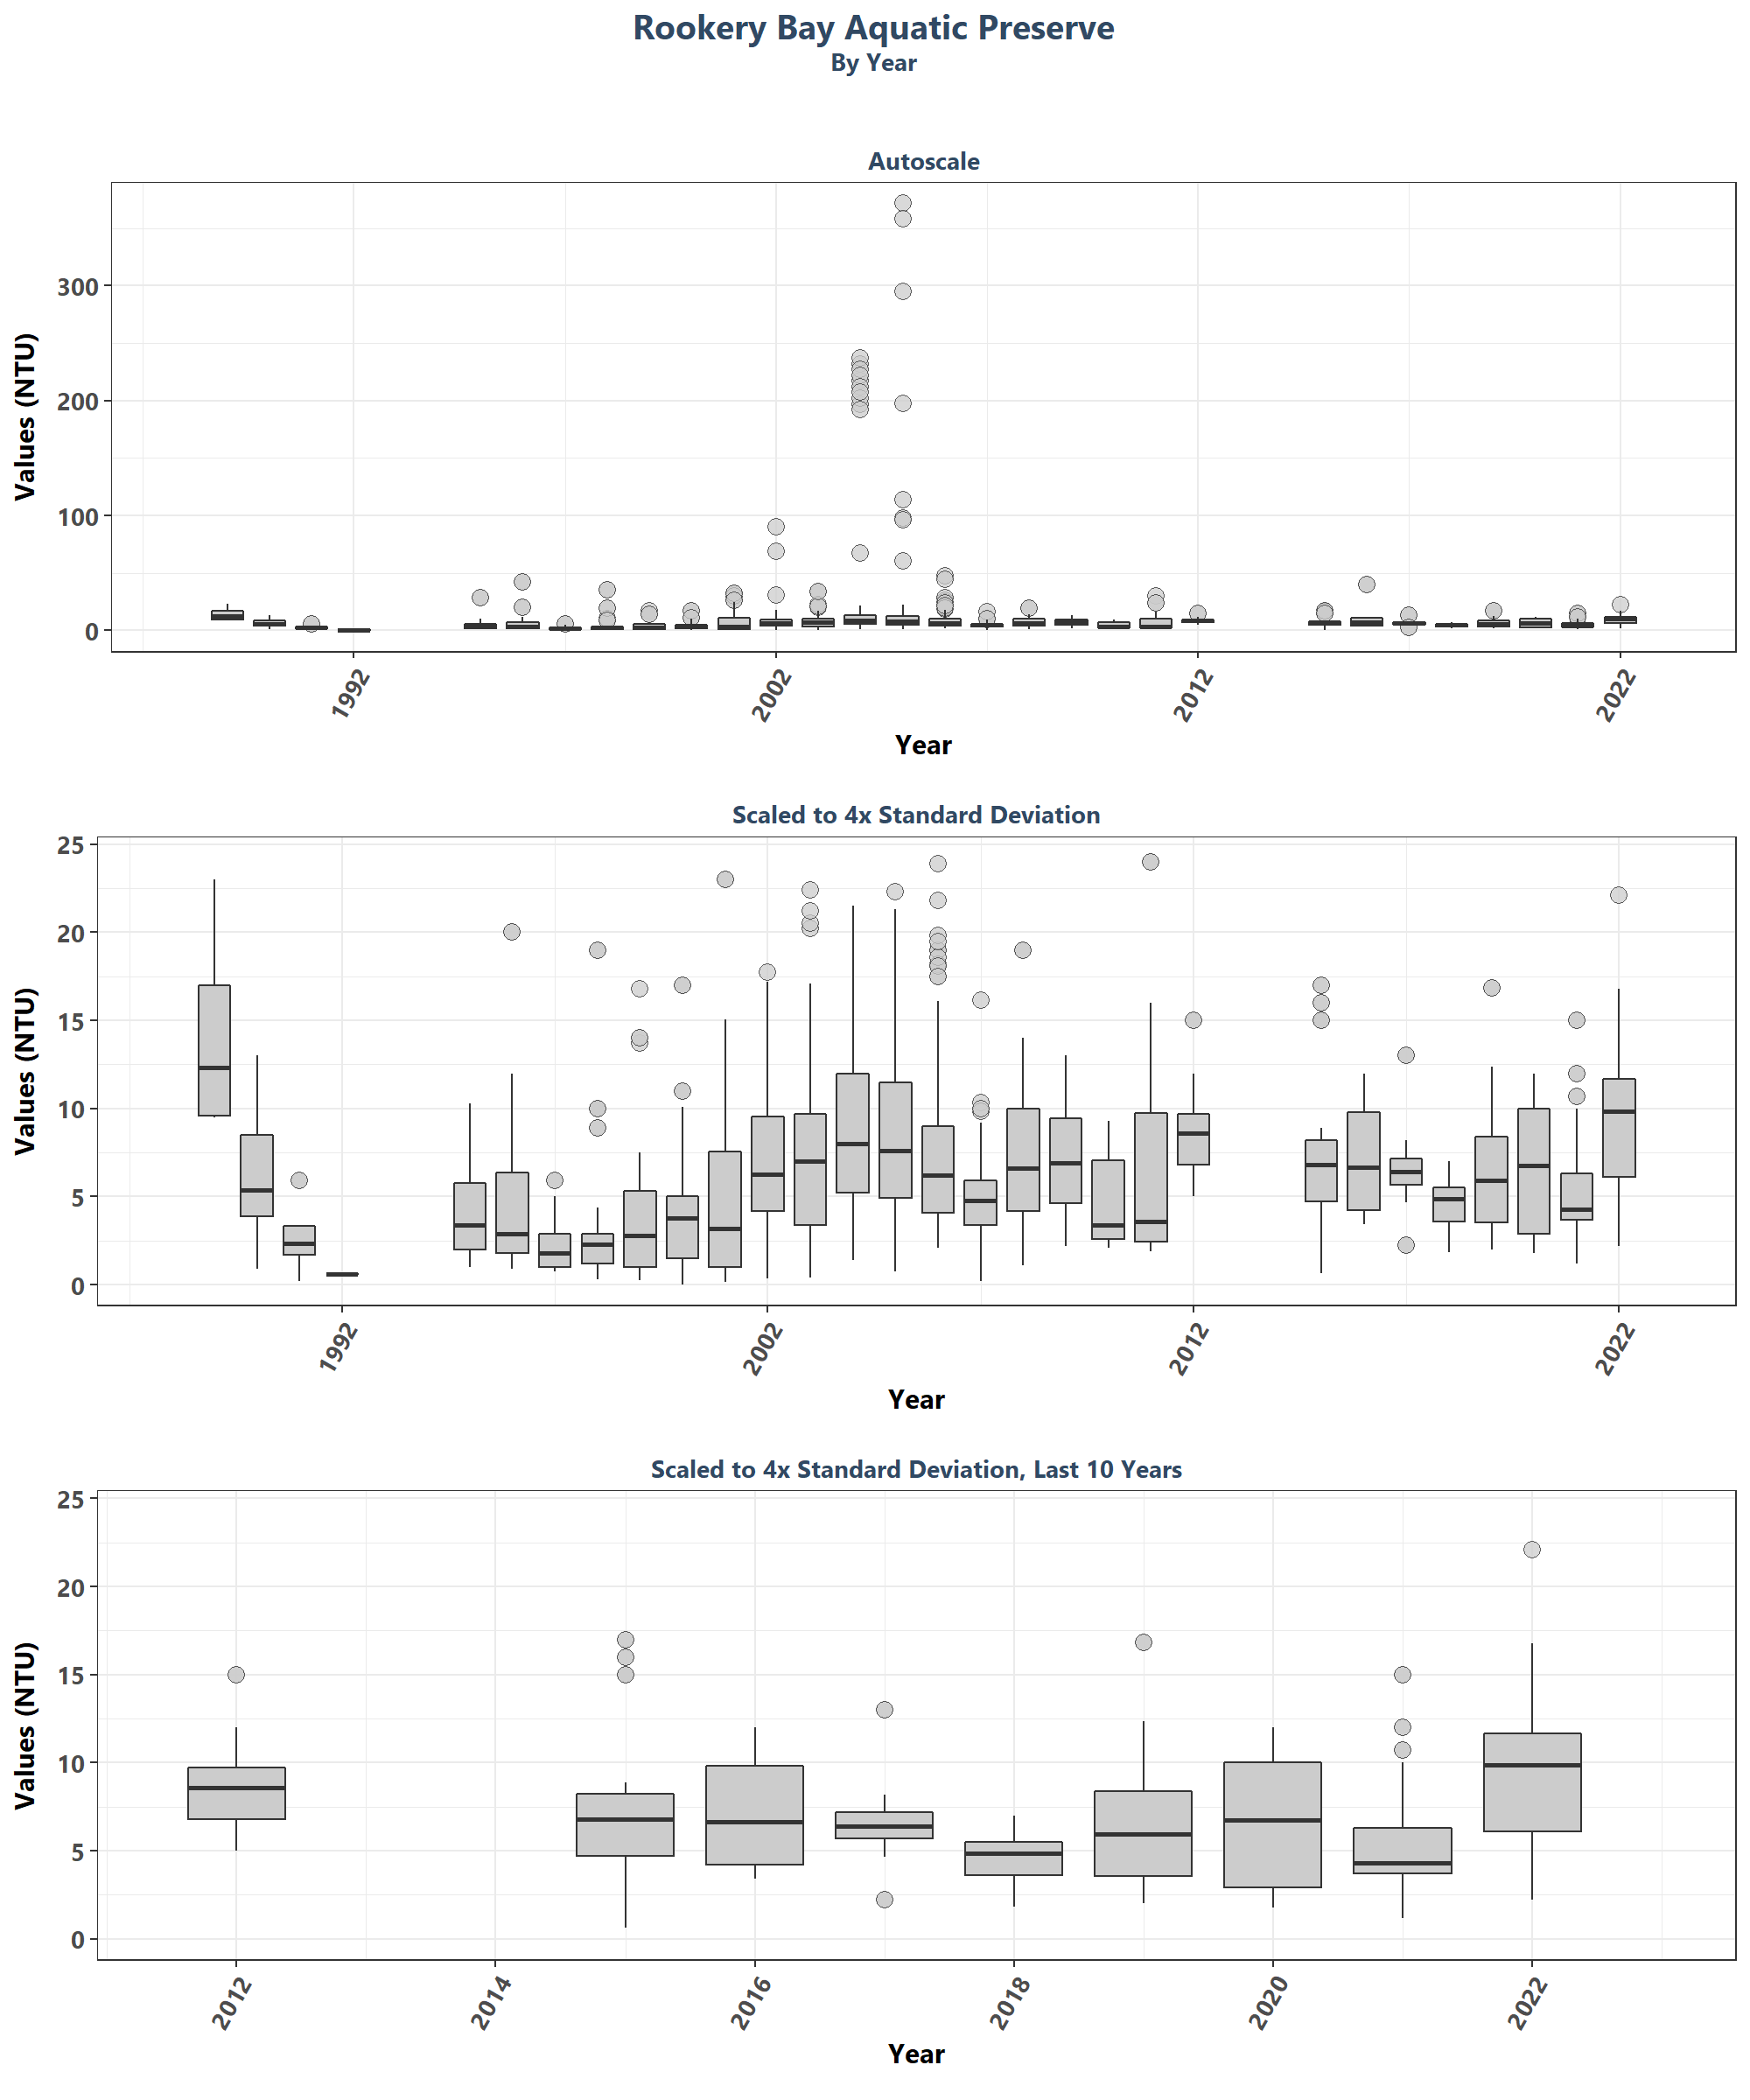 Rookery Bay Aquatic Preserve
By Year
Autoscale
Values (NTU)
300
200
100
0
1992
2002
2012
2022
Year
Scaled to 4x Standard Deviation
Values (NTU)
25
20
15
10
5
0
1992
2002
2012
2022
Year
Scaled to 4x Standard Deviation, Last 10 Years
Values (NTU)
25
20
15
10
5
0
2012
2014
2016
2018
2020
2022
Year